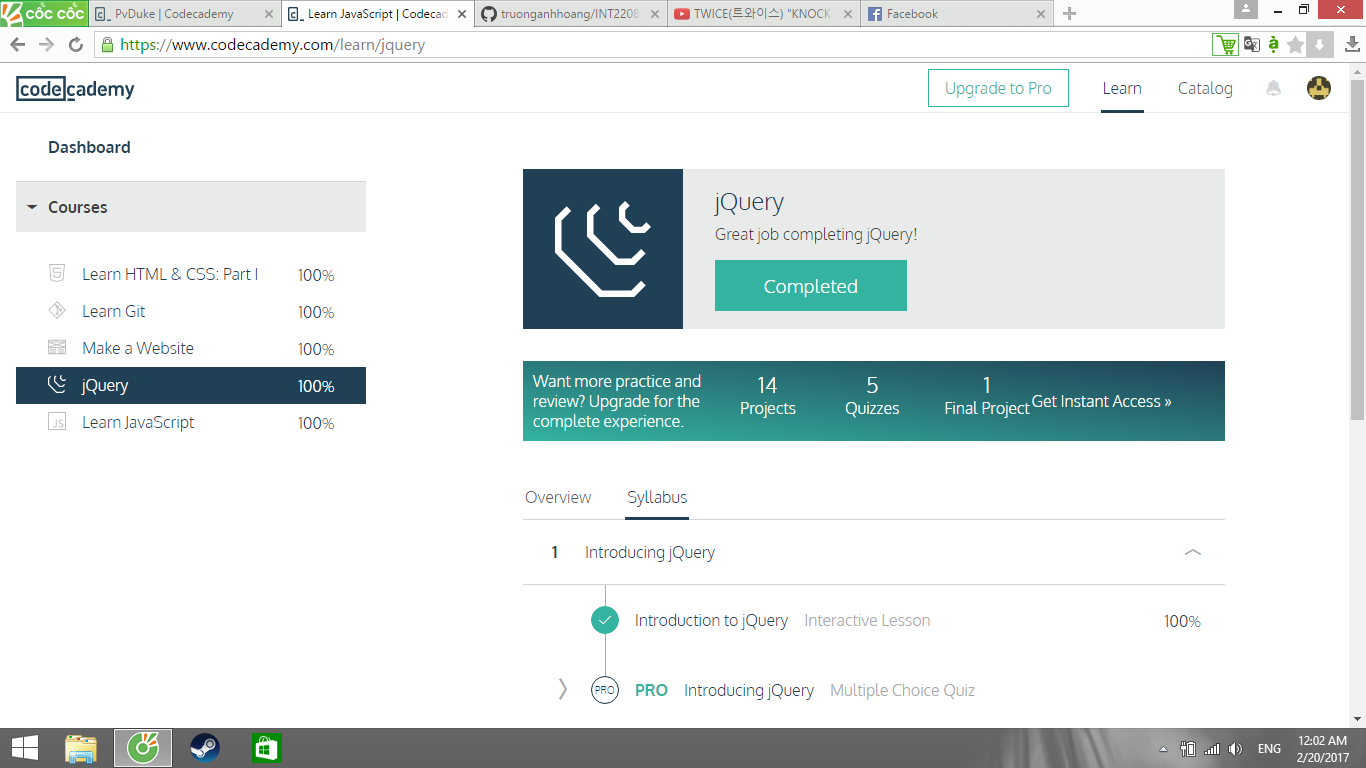 cốc cốc
PvDuke | Codecademy
Learn JavaScript | Codecad
truonganhhoang/INT2208
TWICE(트와이스) "KNOCK
Facebook
https://www.codecademy.com/learn/jquery
codecademy
Upgrade to Pro
Learn
Catalog
Dashboard
Courses
Learn HTML & CSS: Part I 100%
Learn Git 100%
Make a Website 100%
jQuery 100%
JS Learn JavaScript 100%
jQuery
Great job completing jQuery!
Completed
Want more practice and
review? Upgrade for the
complete experience.
14
Projects
5
Quizzes
1
Final Project
Get Instant Access »
Overview
Syllabus
1 Introducing jQuery
Introduction to jQuery Interactive Lesson 100%
PRO PRO Introducing jQuery Multiple Choice Quiz
ENG
12:02 AM
2/20/2017